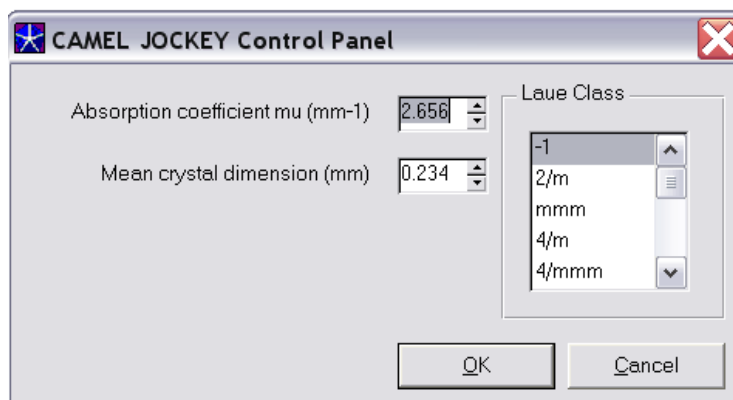 CAMEL JOCKEY Control Panel
Absorption coefficient mu (mm-1)
2.656
Mean crystal dimension (mm)
0.234
Laue Class
-1
2/m
mmm
4/m
4/mmm
OK
Cancel